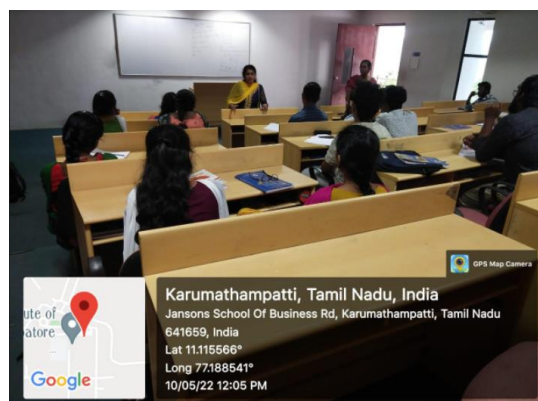 GPS Map Camera
ute of
atore
Google
Karumathampatti, Tamil Nadu, India
Jansons School Of Business Rd, Karumathampatti, Tamil Nadu
641659, India
Lat 11.115566°
Long 77.188541°
10/05/22 12:05 PM